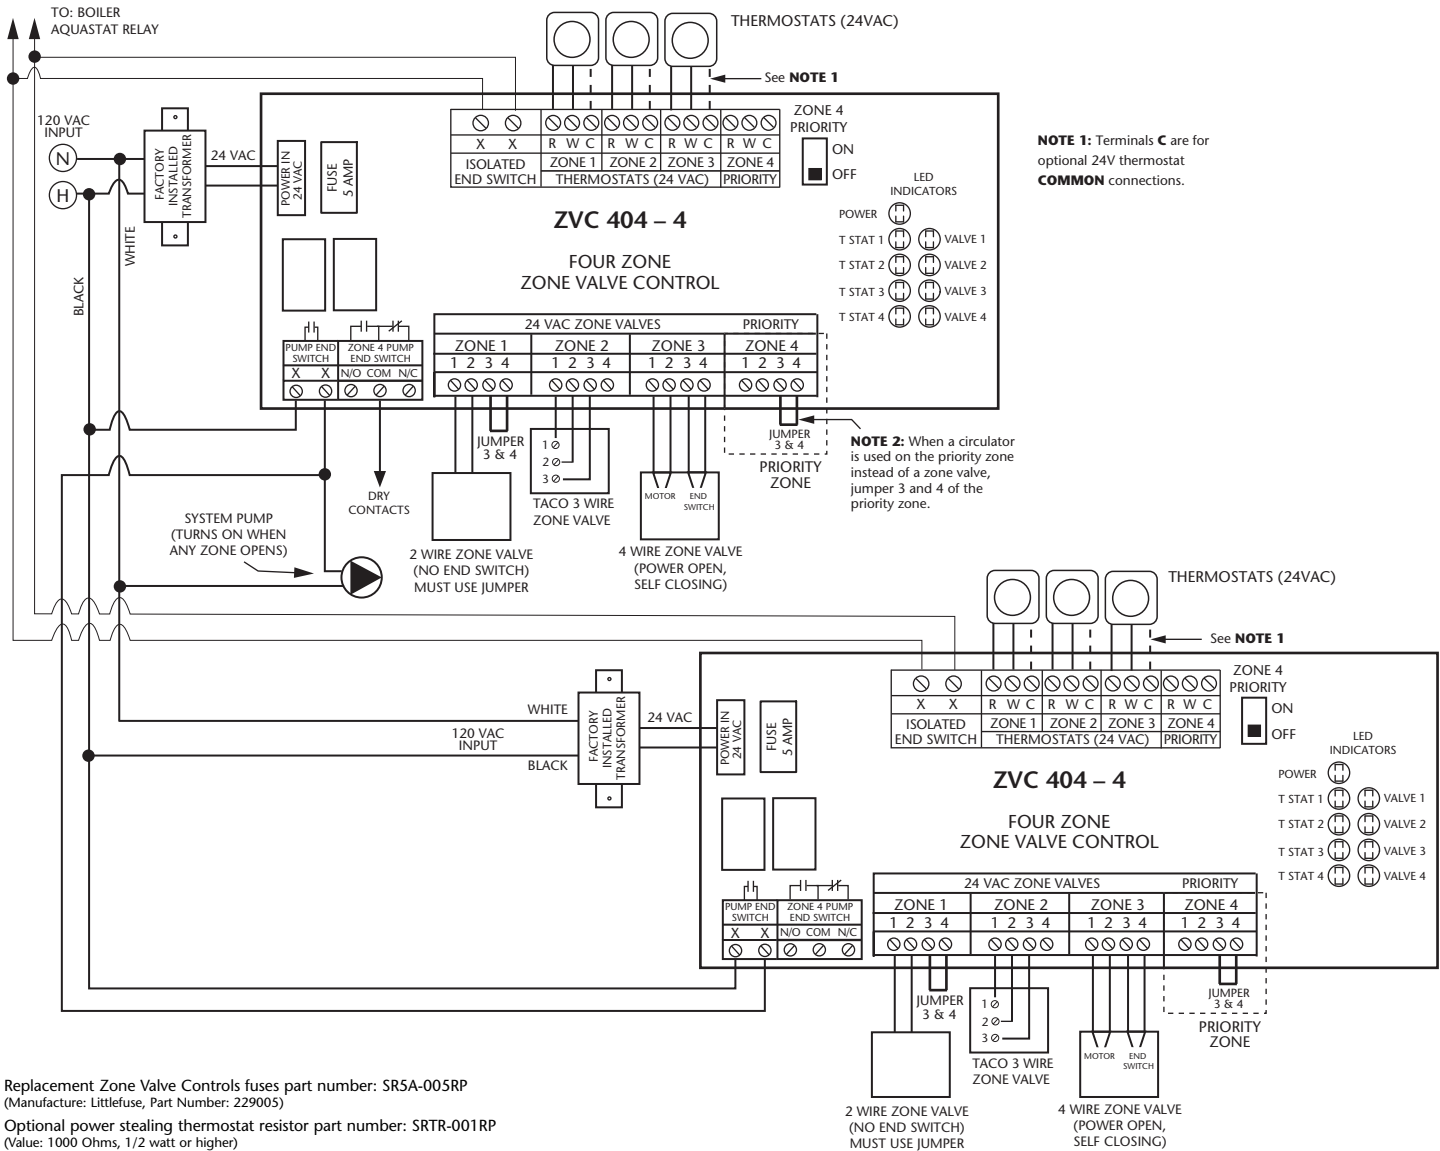 TO: BOILER
AQUASTAT RELAY
THERMOSTATS (24VAC)
See NOTE 1
120 VAC
INPUT
N
H
FACTORY
INSTALLED
TRANSFORMER
24 VAC
WHITE
BLACK
POWER IN
24 VAC
FUSE
5 AMP
X X R W C R W C R W C R W C
ISOLATED
END SWITCH
ZONE 1 ZONE 2 ZONE 3 ZONE 4
THERMOSTATS (24 VAC) PRIORITY
ZONE 4
PRIORITY
ON
OFF
NOTE 1: Terminals C are for
optional 24V thermostat
COMMON connections.
LED
INDICATORS
POWER
T STAT 1 VALVE 1
T STAT 2 VALVE 2
T STAT 3 VALVE 3
T STAT 4 VALVE 4
ZVC 404 – 4
FOUR ZONE
ZONE VALVE CONTROL
PUMP END
SWITCH
X X
ZONE 4 PUMP
END SWITCH
N/O COM N/C
24 VAC ZONE VALVES PRIORITY
ZONE 1 ZONE 2 ZONE 3 ZONE 4
1 2 3 4 1 2 3 4 1 2 3 4 1 2 3 4
JUMPER
3 & 4
1
2
3
TACO 3 WIRE
ZONE VALVE
MOTOR
END
SWITCH
JUMPER
3 & 4
PRIORITY
ZONE
NOTE 2: When a circulator
is used on the priority zone
instead of a zone valve,
jumper 3 and 4 of the
priority zone.
DRY
CONTACTS
SYSTEM PUMP
(TURNS ON WHEN
ANY ZONE OPENS)
2 WIRE ZONE VALVE
(NO END SWITCH)
MUST USE JUMPER
4 WIRE ZONE VALVE
(POWER OPEN,
SELF CLOSING)
THERMOSTATS (24VAC)
See NOTE 1
WHITE
120 VAC
INPUT
BLACK
FACTORY
INSTALLED
TRANSFORMER
24 VAC
POWER IN
24 VAC
FUSE
5 AMP
X X R W C R W C R W C R W C
ISOLATED
END SWITCH
ZONE 1 ZONE 2 ZONE 3 ZONE 4
THERMOSTATS (24 VAC) PRIORITY
ZONE 4
PRIORITY
ON
OFF
LED
INDICATORS
POWER
T STAT 1 VALVE 1
T STAT 2 VALVE 2
T STAT 3 VALVE 3
T STAT 4 VALVE 4
ZVC 404 – 4
FOUR ZONE
ZONE VALVE CONTROL
PUMP END
SWITCH
X X
ZONE 4 PUMP
END SWITCH
N/O COM N/C
24 VAC ZONE VALVES PRIORITY
ZONE 1 ZONE 2 ZONE 3 ZONE 4
1 2 3 4 1 2 3 4 1 2 3 4 1 2 3 4
JUMPER
3 & 4
1
2
3
TACO 3 WIRE
ZONE VALVE
MOTOR
END
SWITCH
JUMPER
3 & 4
PRIORITY
ZONE
2 WIRE ZONE VALVE
(NO END SWITCH)
MUST USE JUMPER
4 WIRE ZONE VALVE
(POWER OPEN,
SELF CLOSING)
Replacement Zone Valve Controls fuses part number: SR5A-005RP
(Manufacture: Littlefuse, Part Number: 229005)
Optional power stealing thermostat resistor part number: SRTR-001RP
(Value: 1000 Ohms, 1/2 watt or higher)